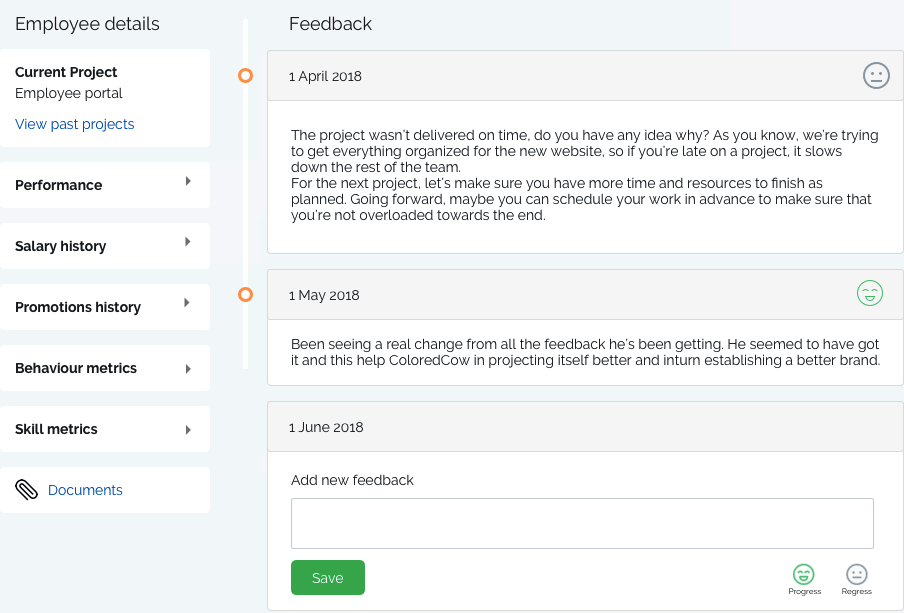 Employee details
Current Project
Employee portal
View past projects
Performance
Salary history
Promotions history
Behaviour metrics
Skill metrics
Documents
Feedback
1 April 2018
The project wasn't delivered on time, do you have any idea why? As you know, we're trying
to get everything organized for the new website, so if you're late on a project, it slows
down the rest of the team.
For the next project, let's make sure you have more time and resources to finish as
planned. Going forward, maybe you can schedule your work in advance to make sure that
you're not overloaded towards the end.
1 May 2018
Been seeing a real change from all the feedback he's been getting. He seemed to have got
it and this help ColoredCow in projecting itself better and inturn establishing a better brand.
1 June 2018
Add new feedback
Save
Progress
Regress